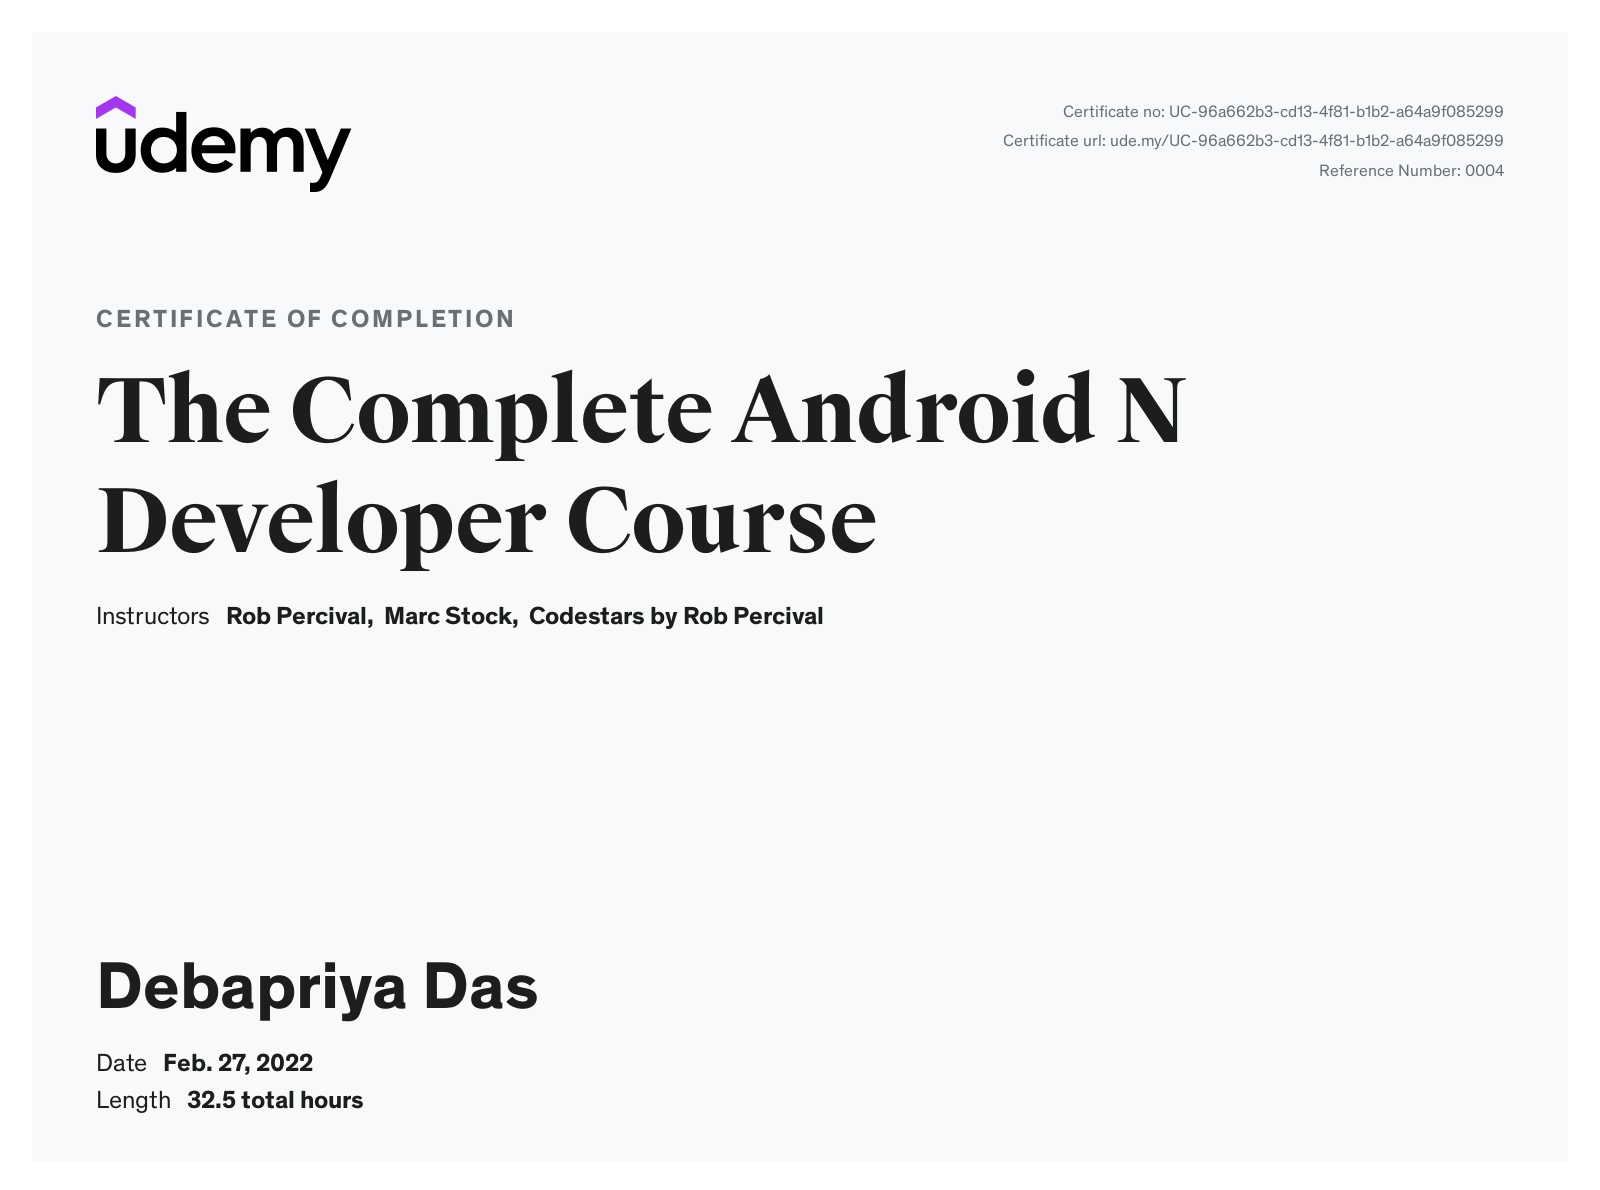 udemy
Certificate no: UC-96a662b3-cd13-4f81-b1b2-a64a9f085299
Certificate url: ude.my/UC-96a662b3-cd13-4f81-b1b2-a64a9f085299
Reference Number: 0004
CERTIFICATE OF COMPLETION
The Complete Android N
Developer Course
Instructors Rob Percival, Marc Stock, Codestars by Rob Percival
Debapriya Das
Date Feb. 27, 2022
Length 32.5 total hours